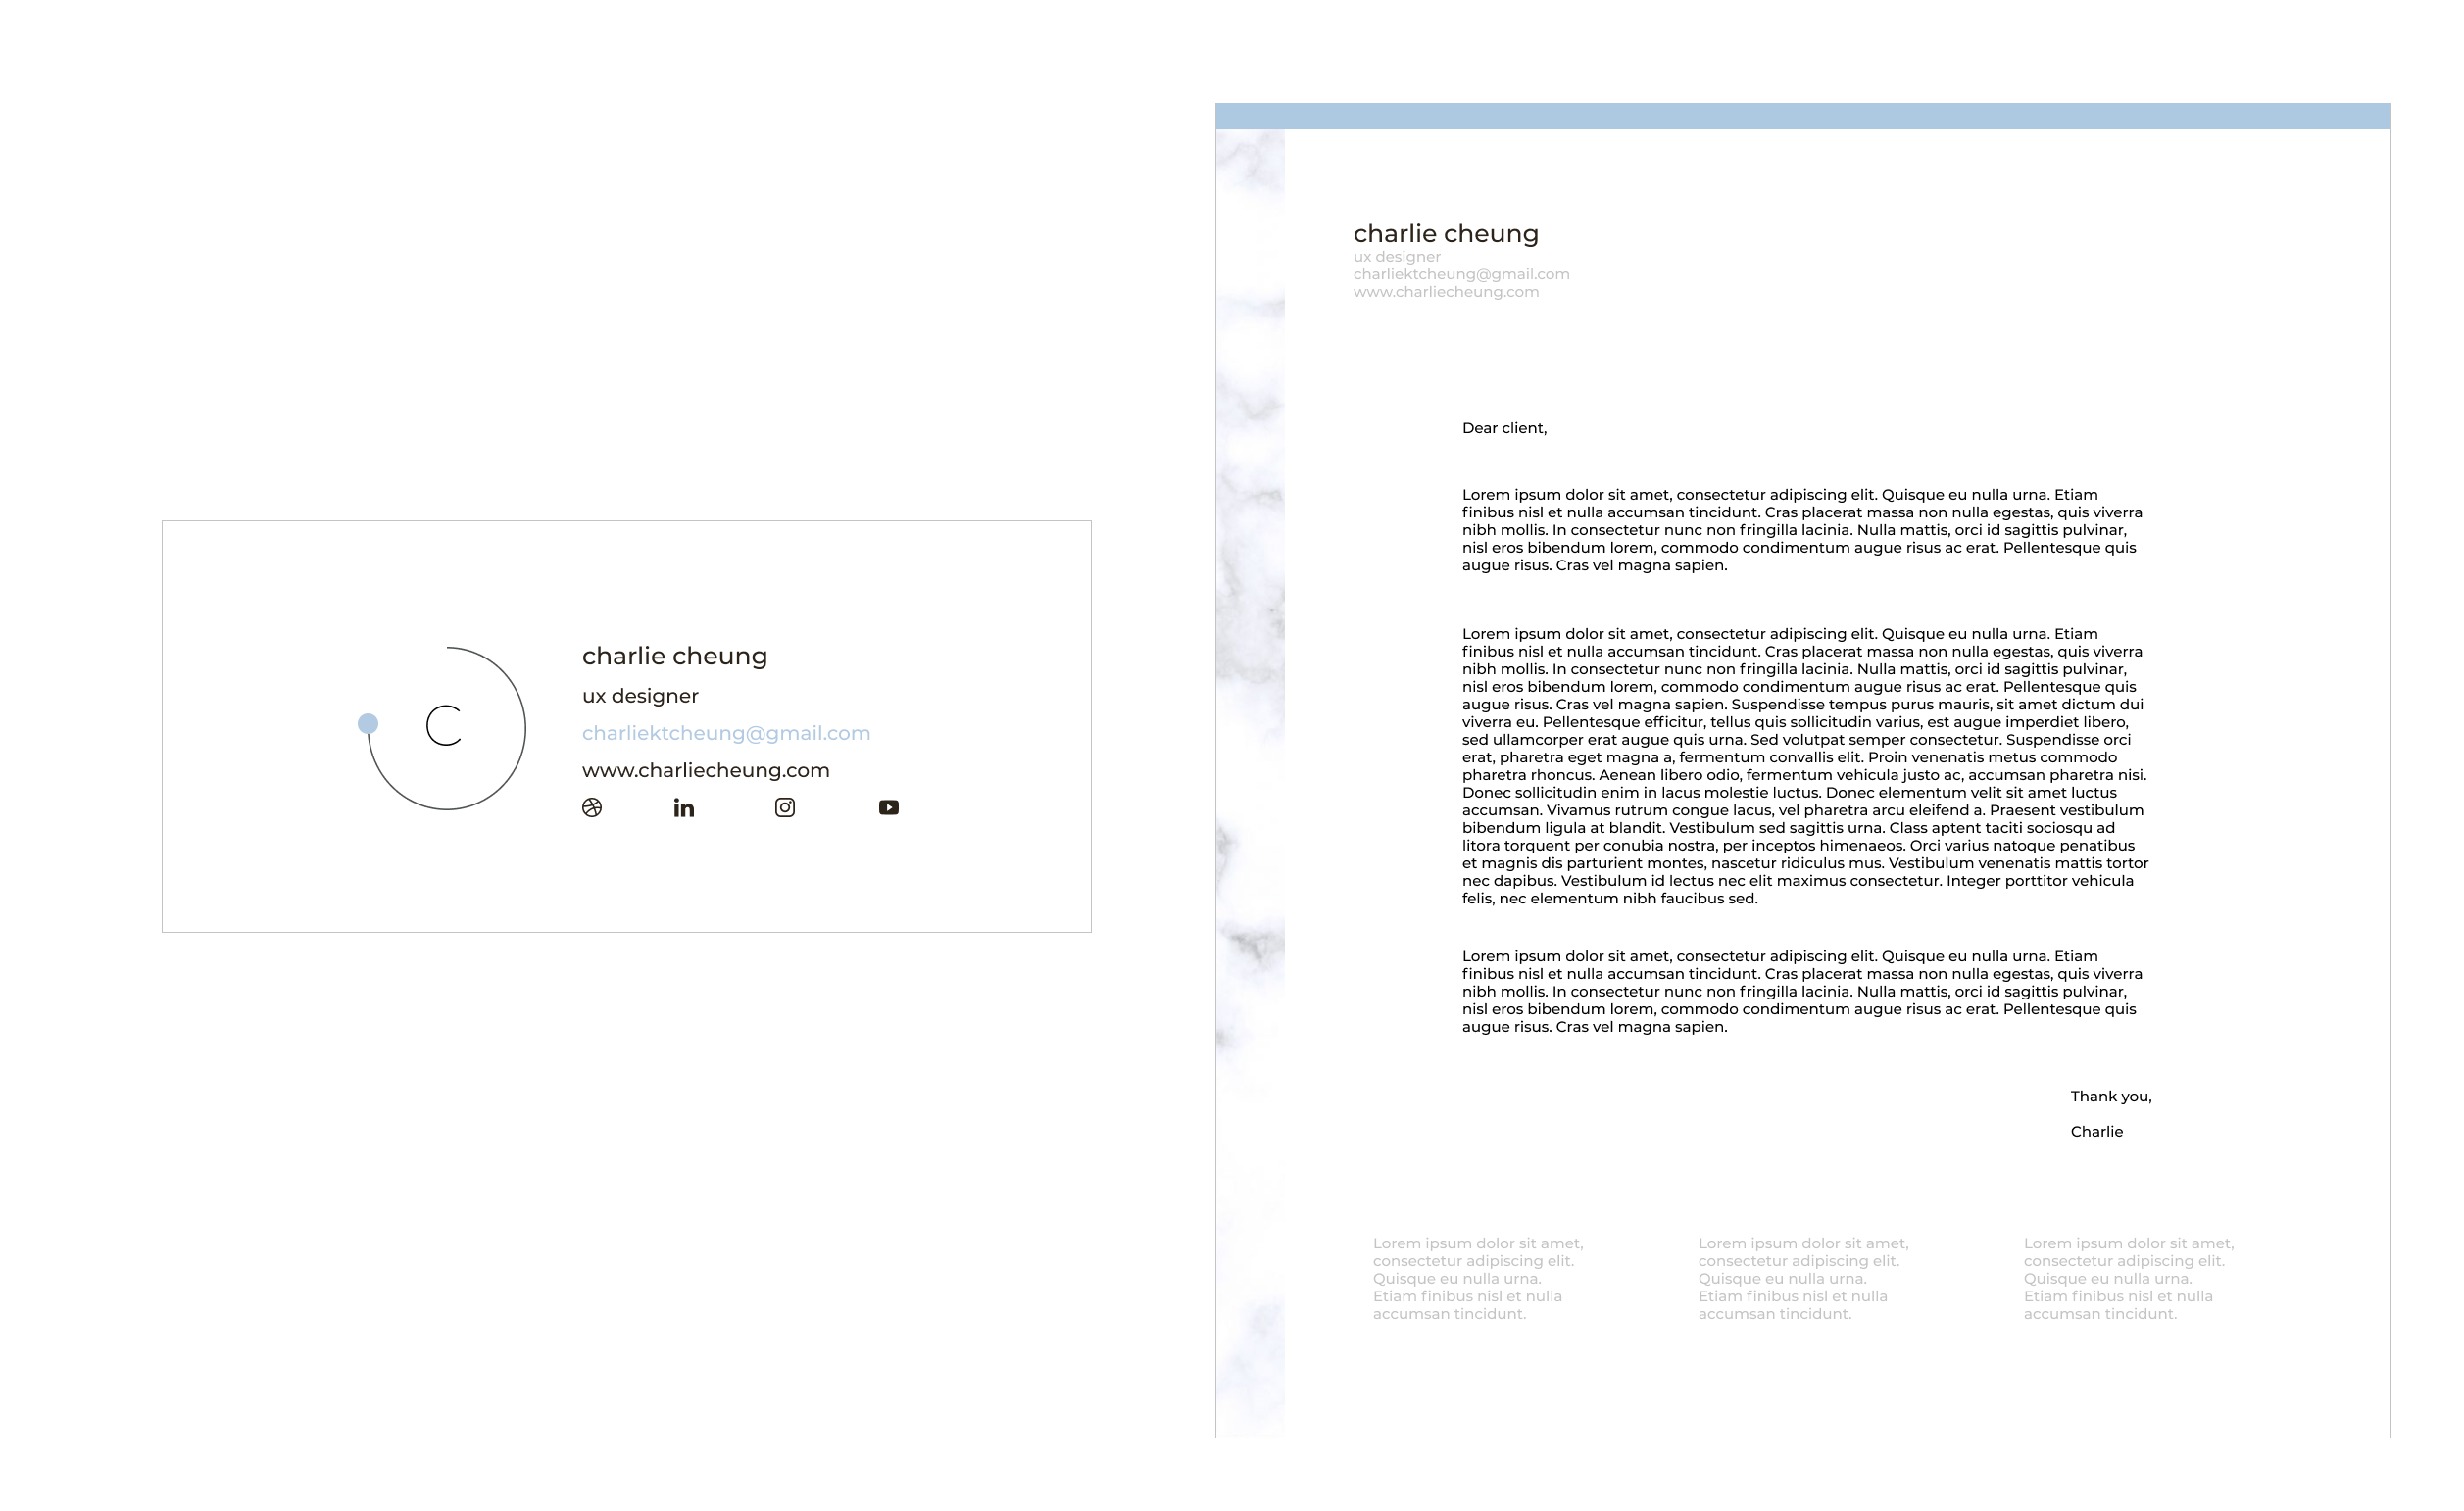 C
charlie cheung
ux designer
charliektcheung@gmail.com
www.charliecheung.com
in
charlie cheung
ux designer
charliektcheung@gmail.com
www.charliecheung.com
Dear client,
Lorem ipsum dolor sit amet, consectetur adipiscing elit. Quisque eu nulla urna. Etiam
finibus nisl et nulla accumsan tincidunt. Cras placerat massa non nulla egestas, quis viverra
nibh mollis. In consectetur nunc non fringilla lacinia. Nulla mattis, orci id sagittis pulvinar,
nisl eros bibendum lorem, commodo condimentum augue risus ac erat. Pellentesque quis
augue risus. Cras vel magna sapien.
Lorem ipsum dolor sit amet, consectetur adipiscing elit. Quisque eu nulla urna. Etiam
finibus nisl et nulla accumsan tincidunt. Cras placerat massa non nulla egestas, quis viverra
nibh mollis. In consectetur nunc non fringilla lacinia. Nulla mattis, orci id sagittis pulvinar,
nisl eros bibendum lorem, commodo condimentum augue risus ac erat. Pellentesque quis
augue risus. Cras vel magna sapien. Suspendisse tempus purus mauris, sit amet dictum dui
viverra eu. Pellentesque efficitur, tellus quis sollicitudin varius, est augue imperdiet libero,
sed ullamcorper erat augue quis urna. Sed volutpat semper consectetur. Suspendisse orci
erat, pharetra eget magna a, fermentum convallis elit. Proin venenatis metus commodo
pharetra rhoncus. Aenean libero odio, fermentum vehicula justo ac, accumsan pharetra nisi.
Donec sollicitudin enim in lacus molestie luctus. Donec elementum velit sit amet luctus
accumsan. Vivamus rutrum congue lacus, vel pharetra arcu eleifend a. Praesent vestibulum
bibendum ligula at blandit. Vestibulum sed sagittis urna. Class aptent taciti sociosqu ad
litora torquent per conubia nostra, per inceptos himenaeos. Orci varius natoque penatibus
et magnis dis parturient montes, nascetur ridiculus mus. Vestibulum venenatis mattis tortor
nec dapibus. Vestibulum id lectus nec elit maximus consectetur. Integer porttitor vehicula
felis, nec elementum nibh faucibus sed.
Lorem ipsum dolor sit amet, consectetur adipiscing elit. Quisque eu nulla urna. Etiam
finibus nisl et nulla accumsan tincidunt. Cras placerat massa non nulla egestas, quis viverra
nibh mollis. In consectetur nunc non fringilla lacinia. Nulla mattis, orci id sagittis pulvinar,
nisl eros bibendum lorem, commodo condimentum augue risus ac erat. Pellentesque quis
augue risus. Cras vel magna sapien.
Thank you,
Charlie
Lorem ipsum dolor sit amet,
consectetur adipiscing elit.
Quisque eu nulla urna.
Etiam finibus nisl et nulla
accumsan tincidunt.
Lorem ipsum dolor sit amet,
consectetur adipiscing elit.
Quisque eu nulla urna.
Etiam finibus nisl et nulla
accumsan tincidunt.
Lorem ipsum dolor sit amet,
consectetur adipiscing elit.
Quisque eu nulla urna.
Etiam finibus nisl et nulla
accumsan tincidunt.